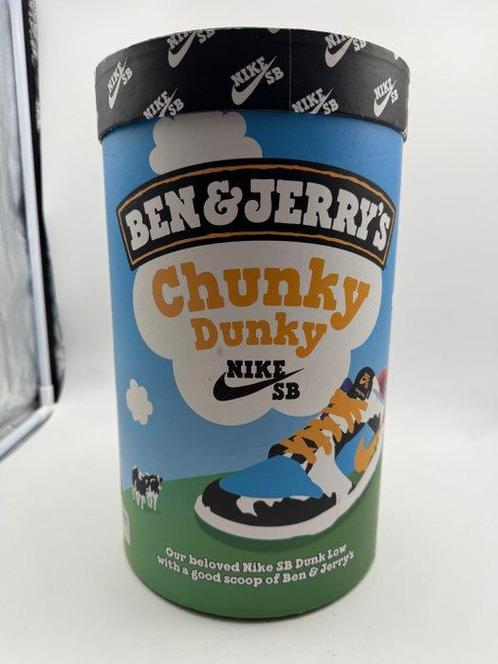 NIKE SB
NIKE SB
NIKE SB
NIKE SB
NIKE SB
NIKE SB
BEN & JERRY'S
Chunky
Dunky
NIKE
SB
SB
Our beloved Nike SB Dunk Low
with a good scoop of Ben & Jerry's